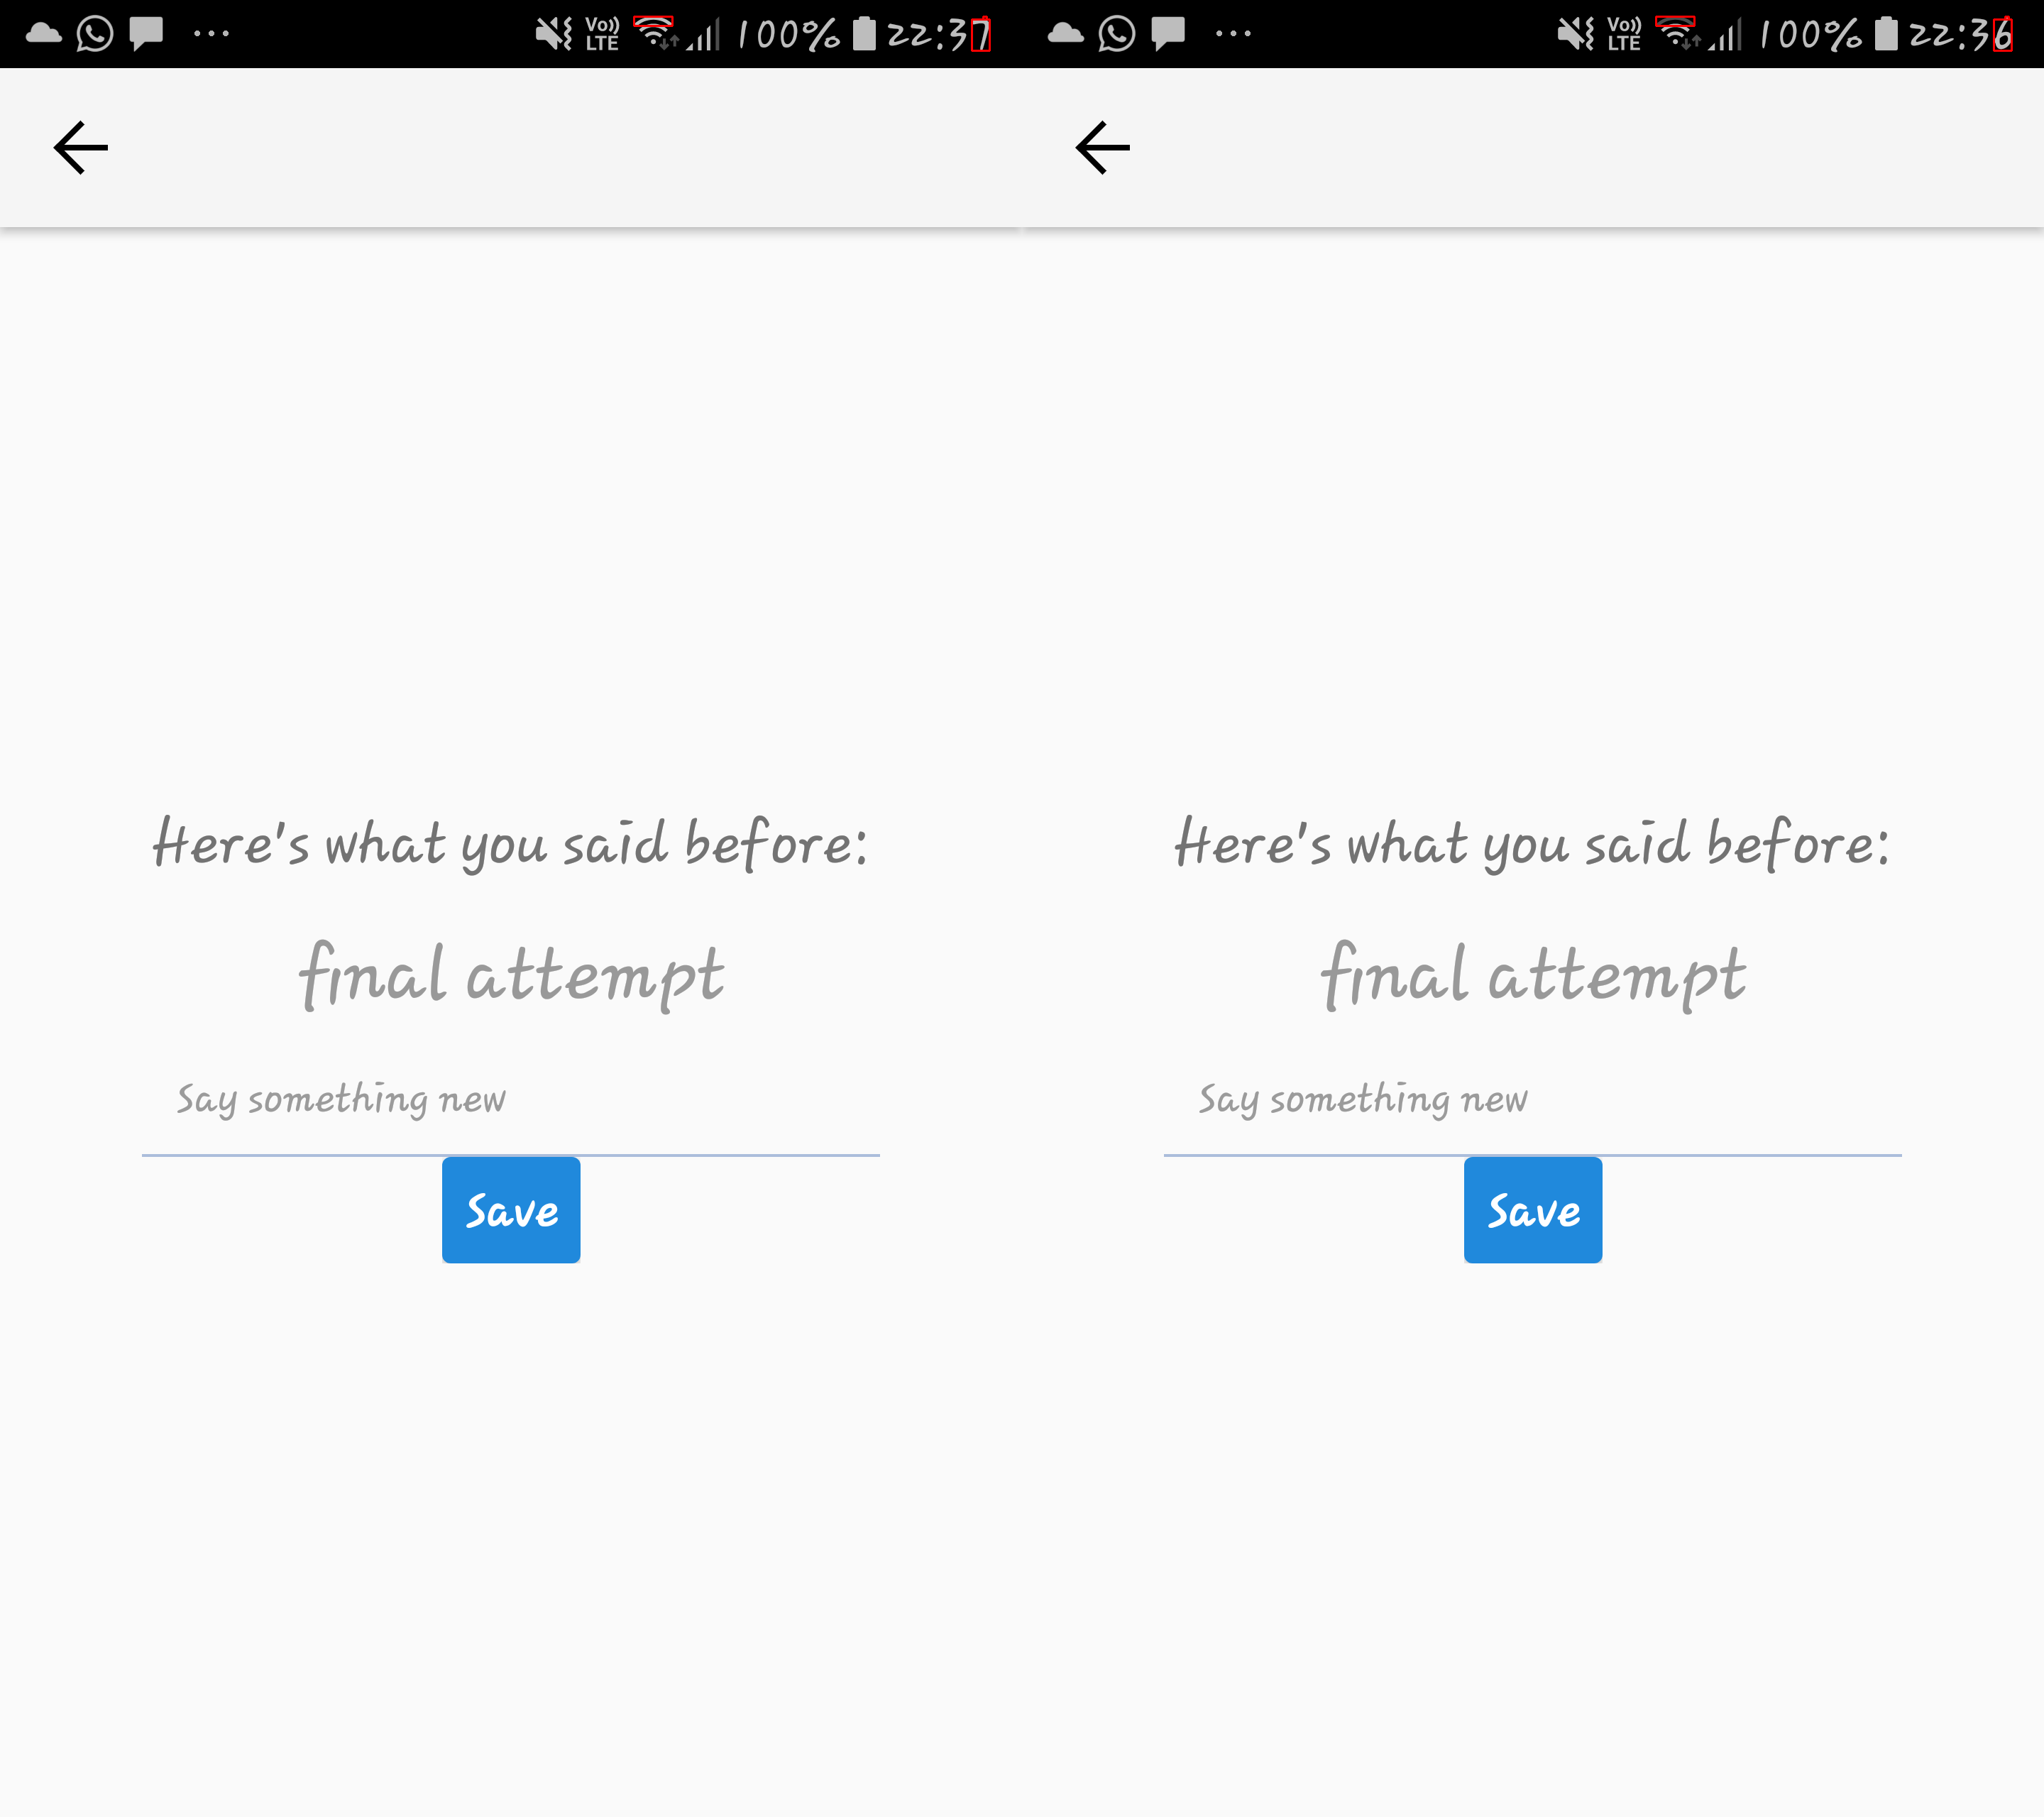 Vo)) LTE 100% 22:37
Here's what you said before:
final attempt
Say something new
Save
Vo)) LTE 100% 22:36
Here's what you said before:
final attempt
Say something new
Save